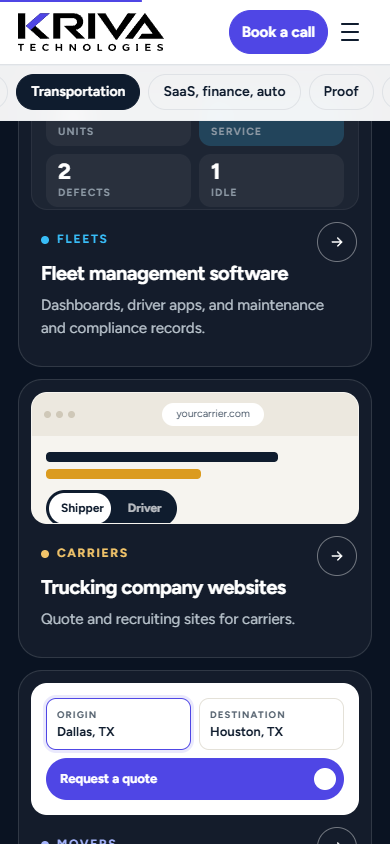 KRIVA
TECHNOLOGIES
Book a call
Transportation
SaaS, finance, auto
Proof
UNITS
SERVICE
2
DEFECTS
1
IDLE
FLEETS
Fleet management software
Dashboards, driver apps, and maintenance
and compliance records.
yourcarrier.com
Shipper
Driver
CARRIERS
Trucking company websites
Quote and recruiting sites for carriers.
ORIGIN
Dallas, TX
DESTINATION
Houston, TX
Request a quote
MOVERS